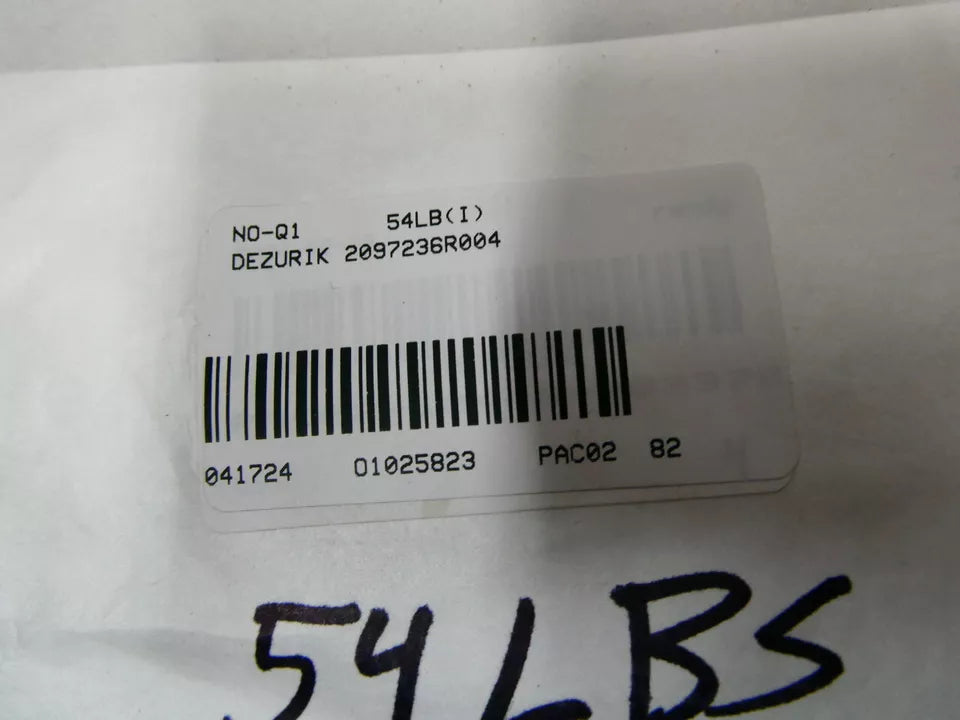 NO-Q1 54LB(I)
DEZURIK 2097236R004
041724 01025823 PAC02 82
54LBS